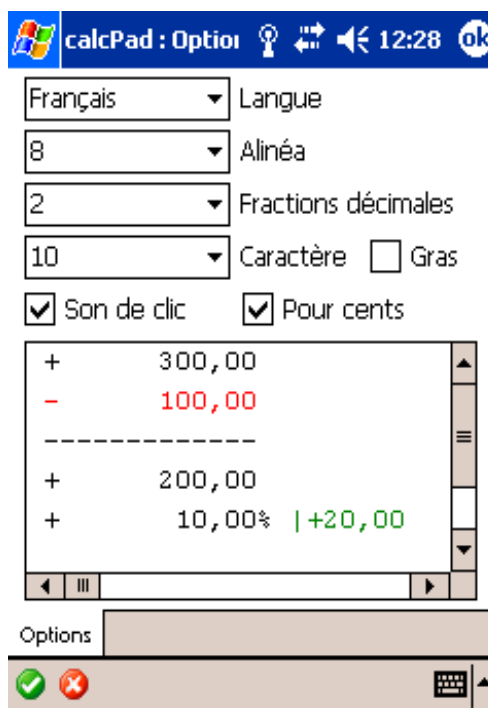 calcPad : Option 12:28 ok
Français Langue
8 Alinéa
2 Fractions décimales
10 Caractère Gras
Son de clic Pour cents
+ 300,00
- 100,00
-------------
+ 200,00
+ 10,00% |+20,00
Options